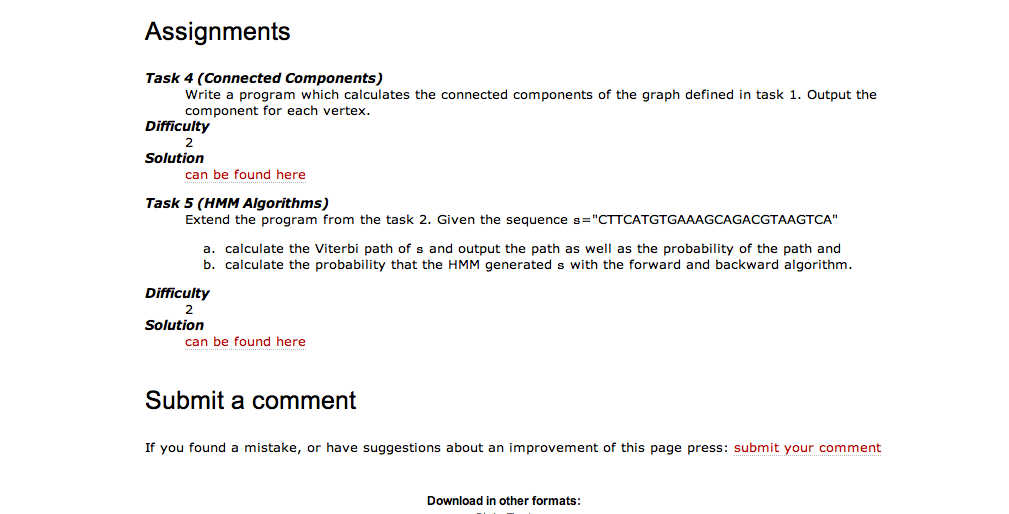 Assignments
Task 4 (Connected Components)
Write a program which calculates the connected components of the graph defined in task 1. Output the
component for each vertex.
Difficulty
2
Solution
can be found here
Task 5 (HMM Algorithms)
Extend the program from the task 2. Given the sequence s="CTTCATGTGAAAGCAGACGTAAGTCA"
a. calculate the Viterbi path of s and output the path as well as the probability of the path and
b. calculate the probability that the HMM generated s with the forward and backward algorithm.
Difficulty
2
Solution
can be found here
Submit a comment
If you found a mistake, or have suggestions about an improvement of this page press: submit your comment
Download in other formats: